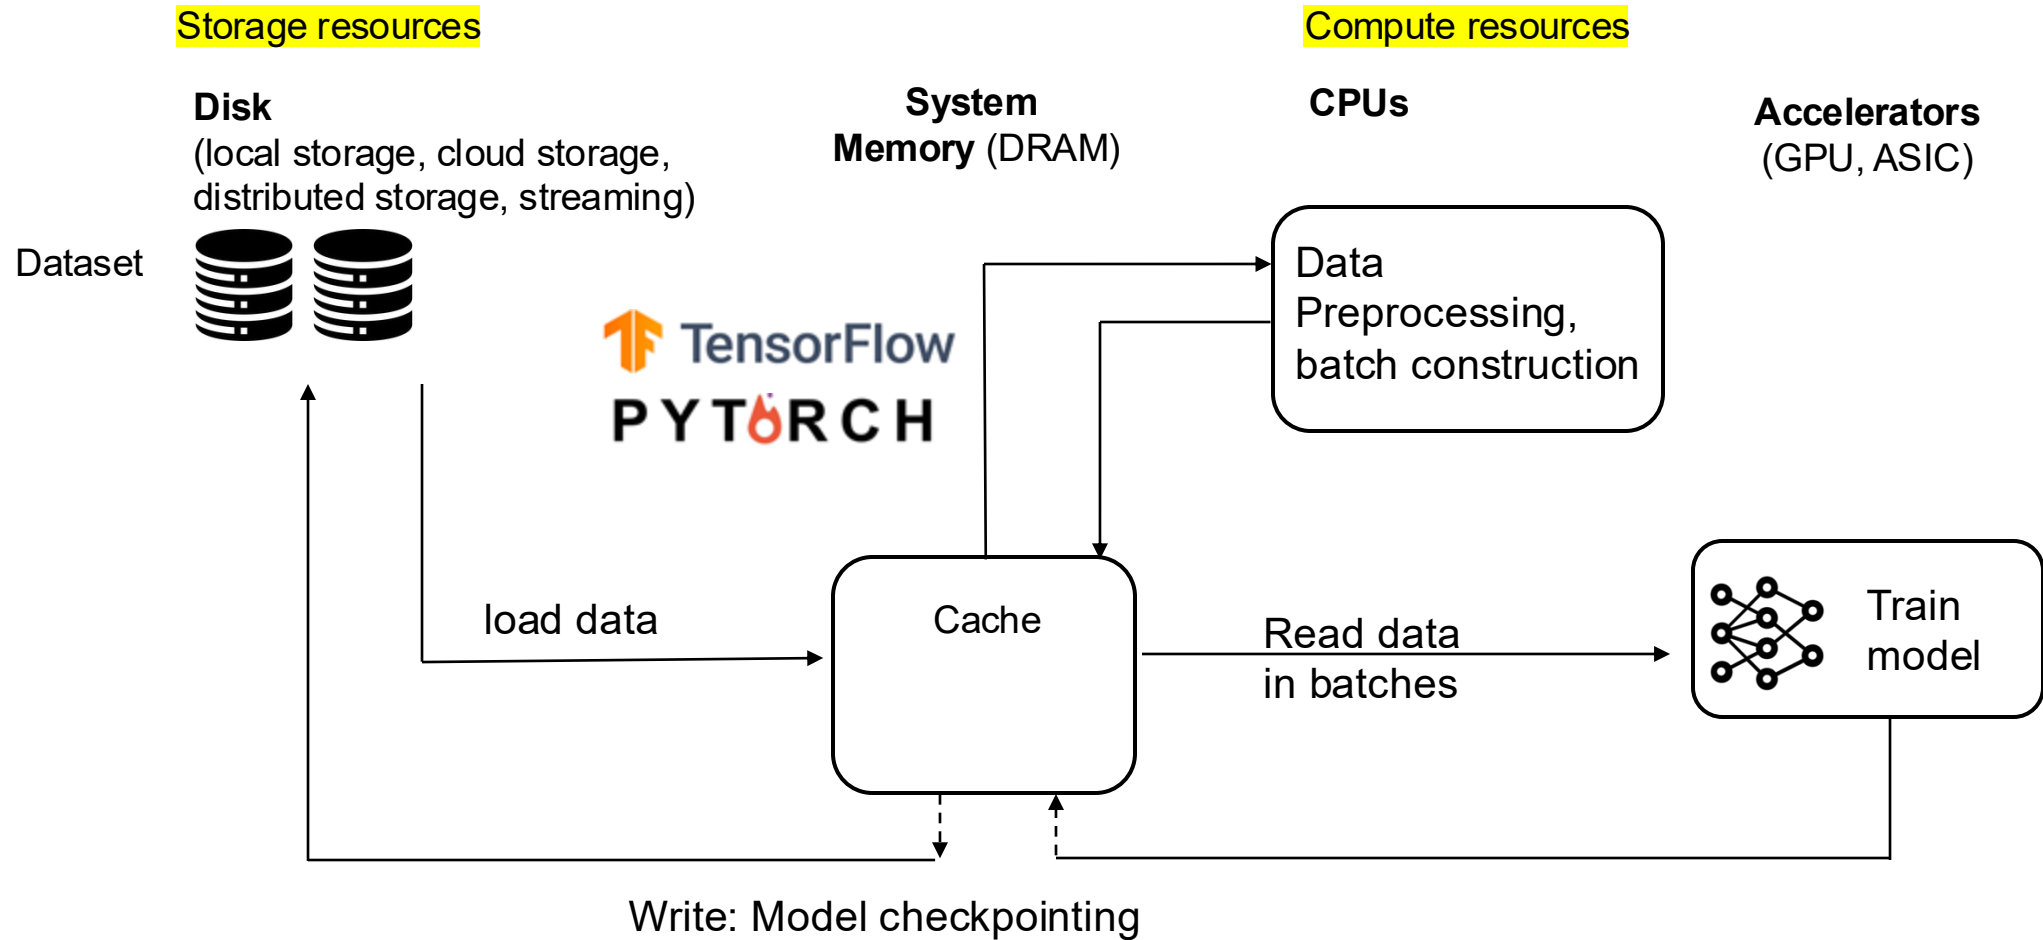 Storage resources
Compute resources
Disk
(local storage, cloud storage,
distributed storage, streaming)
System
Memory (DRAM)
CPUs
Accelerators
(GPU, ASIC)
Dataset
TensorFlow
PYTORCH
Data
Preprocessing,
batch construction
load data
Cache
Read data
in batches
Train
model
Write: Model checkpointing